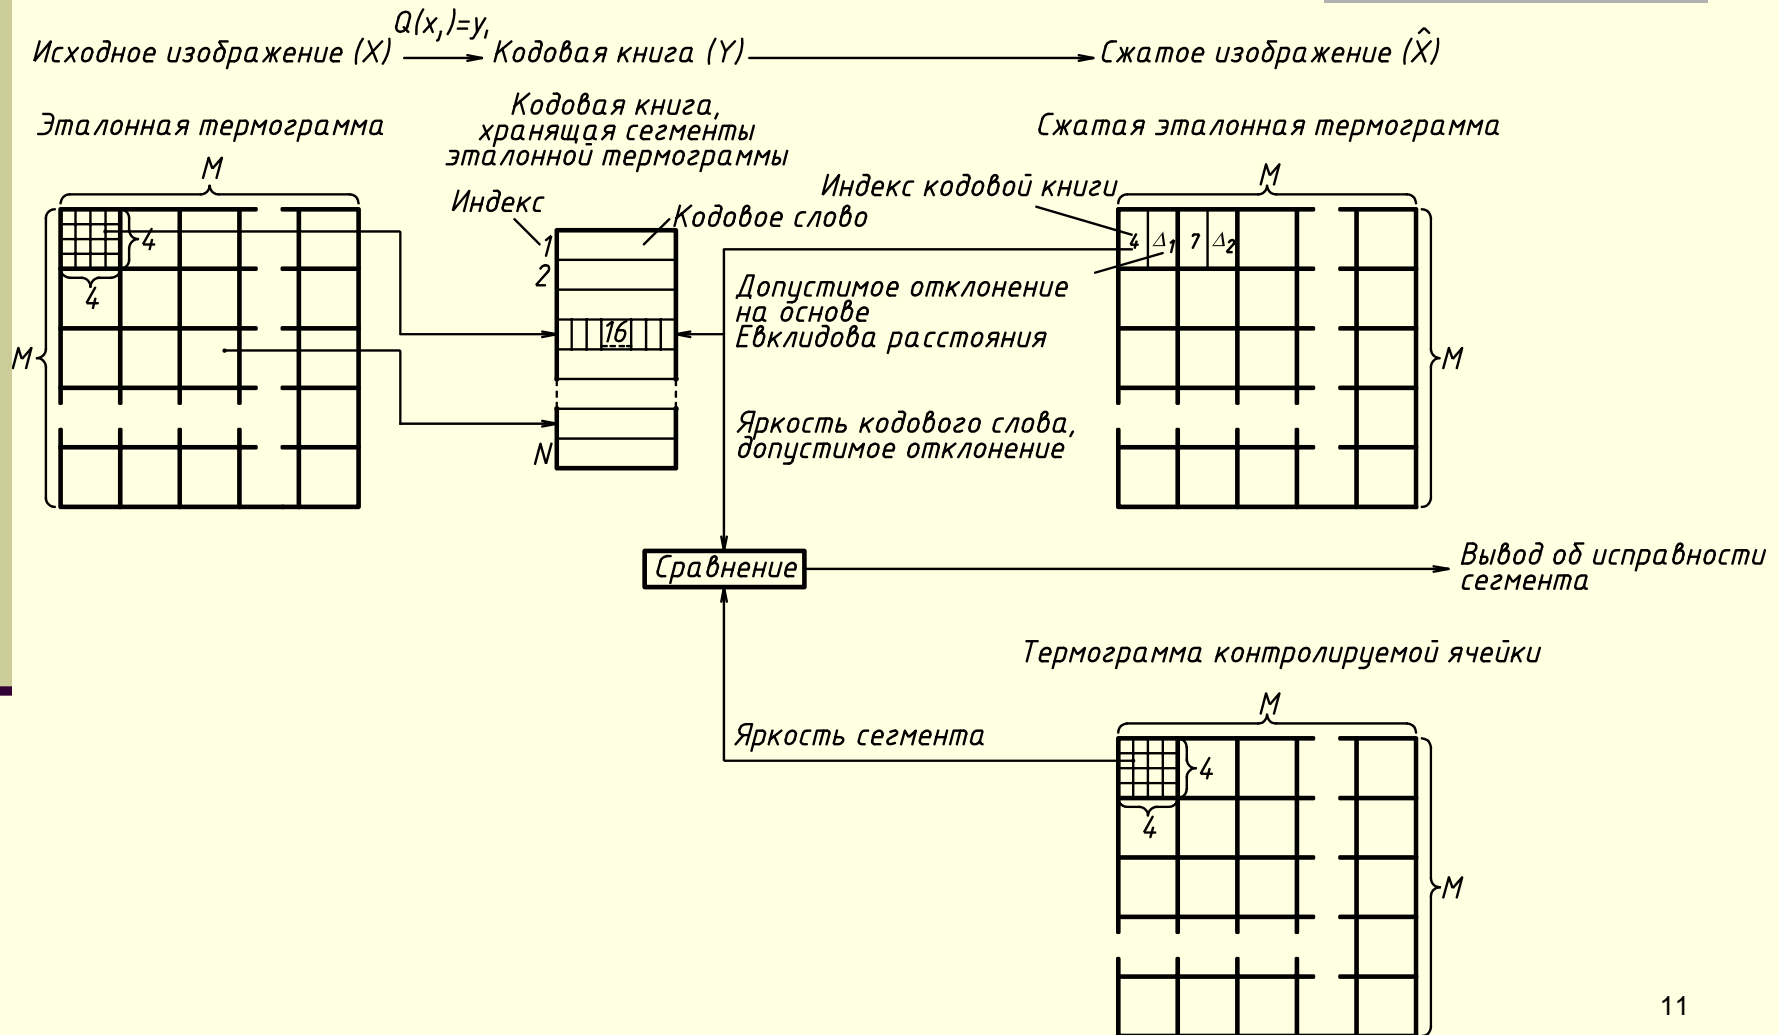 Q(x₁)=y₁
Исходное изображение (X)
Кодовая книга (Y)
Сжатое изображение (X̂)
Эталонная термограмма
M
M
4
4
Кодовая книга,
хранящая сегменты
эталонной термограммы
Индекс
Кодовое слово
1
2
16
N
Сжатая эталонная термограмма
Индекс кодовой книги
M
4 Δ1 7 Δ2
M
Допустимое отклонение
на основе
Евклидова расстояния
Яркость кодового слова,
допустимое отклонение
Сравнение
Вывод об исправности
сегмента
Термограмма контролируемой ячейки
M
Яркость сегмента
4
4
M
11